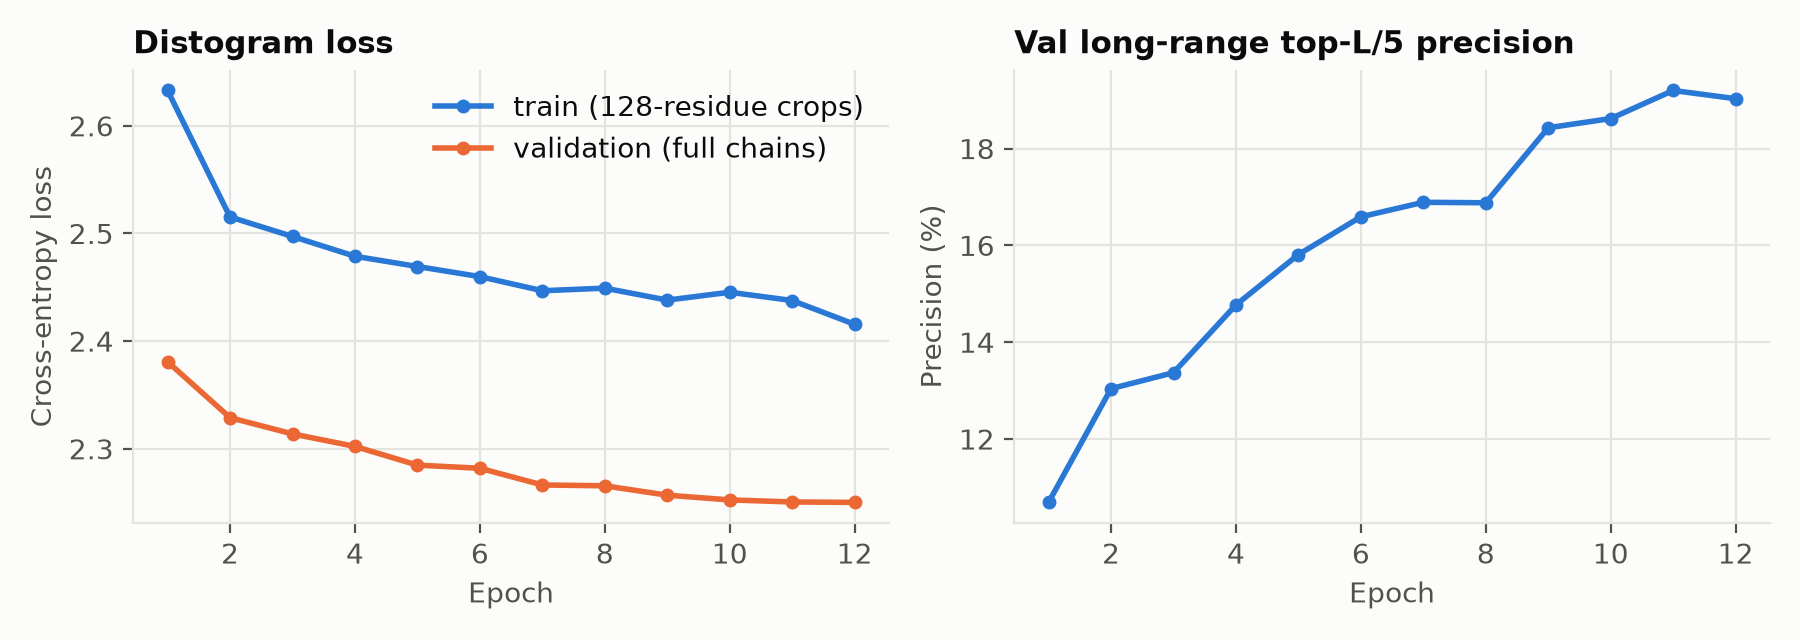 Distogram loss
train (128-residue crops)
validation (full chains)
Cross-entropy loss
2.6
2.5
2.4
2.3
2 4 6 8 10 12
Epoch
Val long-range top-L/5 precision
Precision (%)
18
16
14
12
2 4 6 8 10 12
Epoch